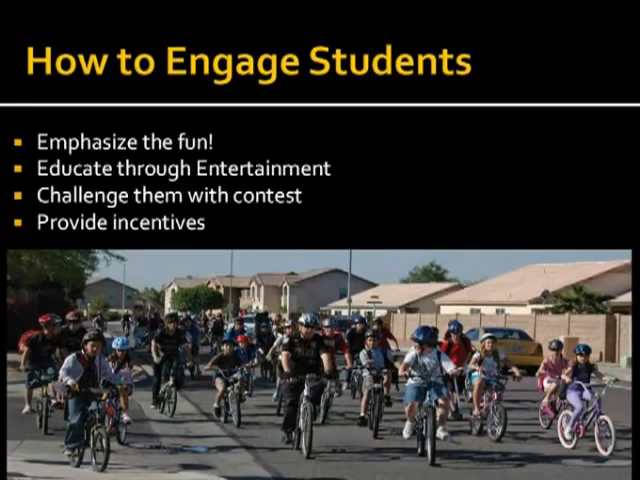 How to Engage Students
Emphasize the fun!
Educate through Entertainment
Challenge them with contest
Provide incentives